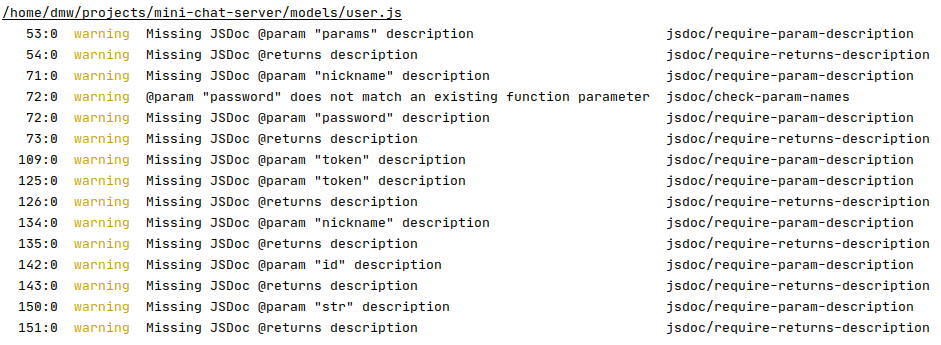 /home/dmw/projects/mini-chat-server/models/user.js
53:0 warning Missing JSDoc @param "params" description jsdoc/require-param-description
54:0 warning Missing JSDoc @returns description jsdoc/require-returns-description
71:0 warning Missing JSDoc @param "nickname" description jsdoc/require-param-description
72:0 warning @param "password" does not match an existing function parameter jsdoc/check-param-names
72:0 warning Missing JSDoc @param "password" description jsdoc/require-param-description
73:0 warning Missing JSDoc @returns description jsdoc/require-returns-description
109:0 warning Missing JSDoc @param "token" description jsdoc/require-param-description
125:0 warning Missing JSDoc @param "token" description jsdoc/require-param-description
126:0 warning Missing JSDoc @returns description jsdoc/require-returns-description
134:0 warning Missing JSDoc @param "nickname" description jsdoc/require-param-description
135:0 warning Missing JSDoc @returns description jsdoc/require-returns-description
142:0 warning Missing JSDoc @param "id" description jsdoc/require-param-description
143:0 warning Missing JSDoc @returns description jsdoc/require-returns-description
150:0 warning Missing JSDoc @param "str" description jsdoc/require-param-description
151:0 warning Missing JSDoc @returns description jsdoc/require-returns-description